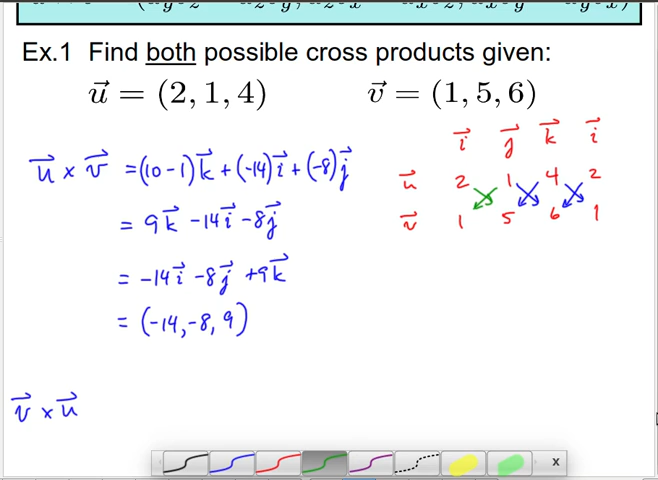 Ex.1 Find both possible cross products given:
u⃗ = (2, 1, 4) v⃗ = (1, 5, 6)
i⃗ j⃗ k⃗ i⃗
u⃗ 2 1 4 2
v⃗ 1 5 6 1
u⃗ × v⃗ = (10-1)k⃗ + (-14)i⃗ + (-8)j⃗
= 9k⃗ -14i⃗ -8j⃗
= -14i⃗ -8j⃗ +9k⃗
= (-14, -8, 9)
v⃗ × u⃗
x